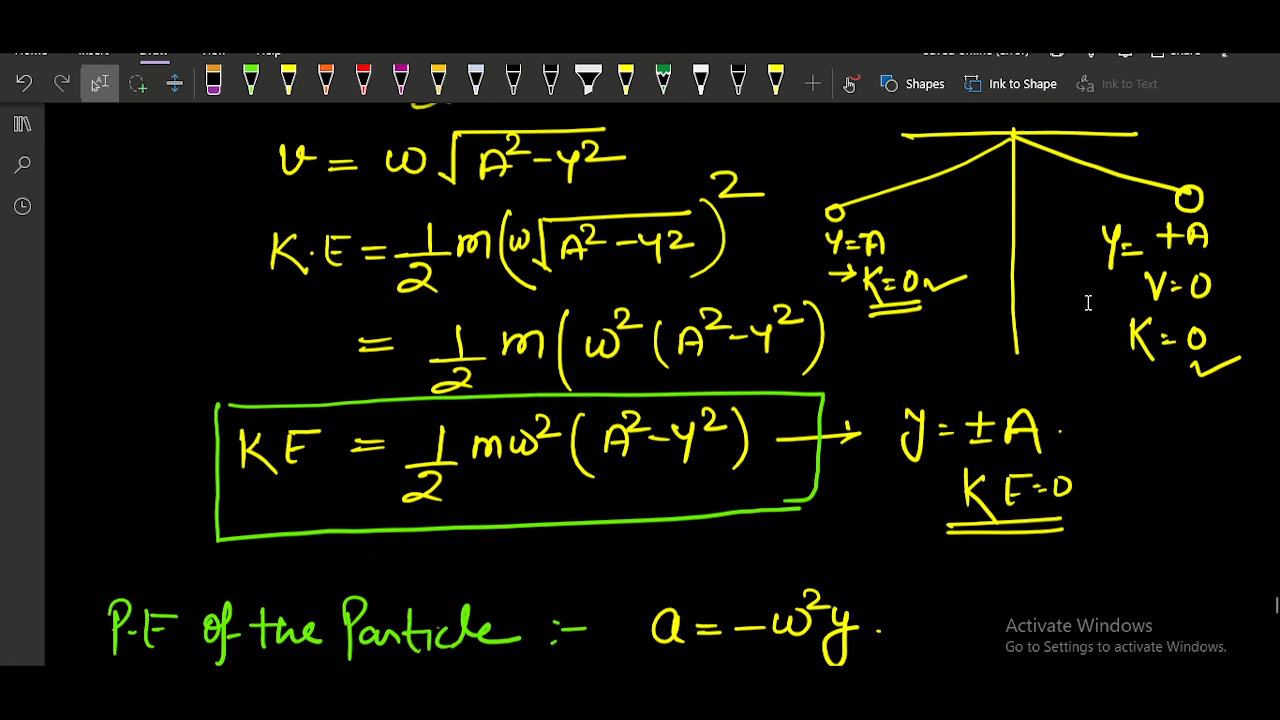 Shapes
Ink to Shape
Ink to Text
v = ω√A²-y²
K.E = 1/2 m(ω√A²-y²)²
= 1/2 m(ω²(A²-y²)
KE = 1/2 mω²(A²-y²) → y = ±A.
KE=0
y=A
→ K=0 ✓
y= +A
v=0
K=0 ✓
P.E of the Particle :- a = -ω²y.
Activate Windows
Go to Settings to activate Windows.